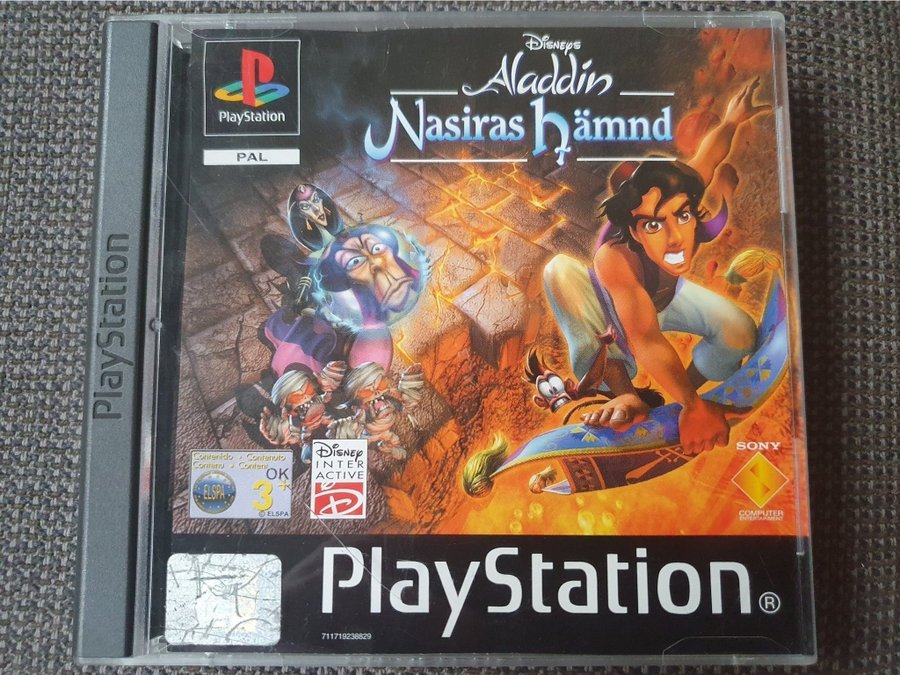 PlayStation
PlayStation
PAL
DISNEYS
Aladdin
Nasiras hämnd
Contenido • Contenuto
Contenu • Content
ELSPA
OK
3+
© ELSPA
DISNEY
INTER
ACTIVE
SONY
COMPUTER
ENTERTAINMENT
PlayStation®
711719238829